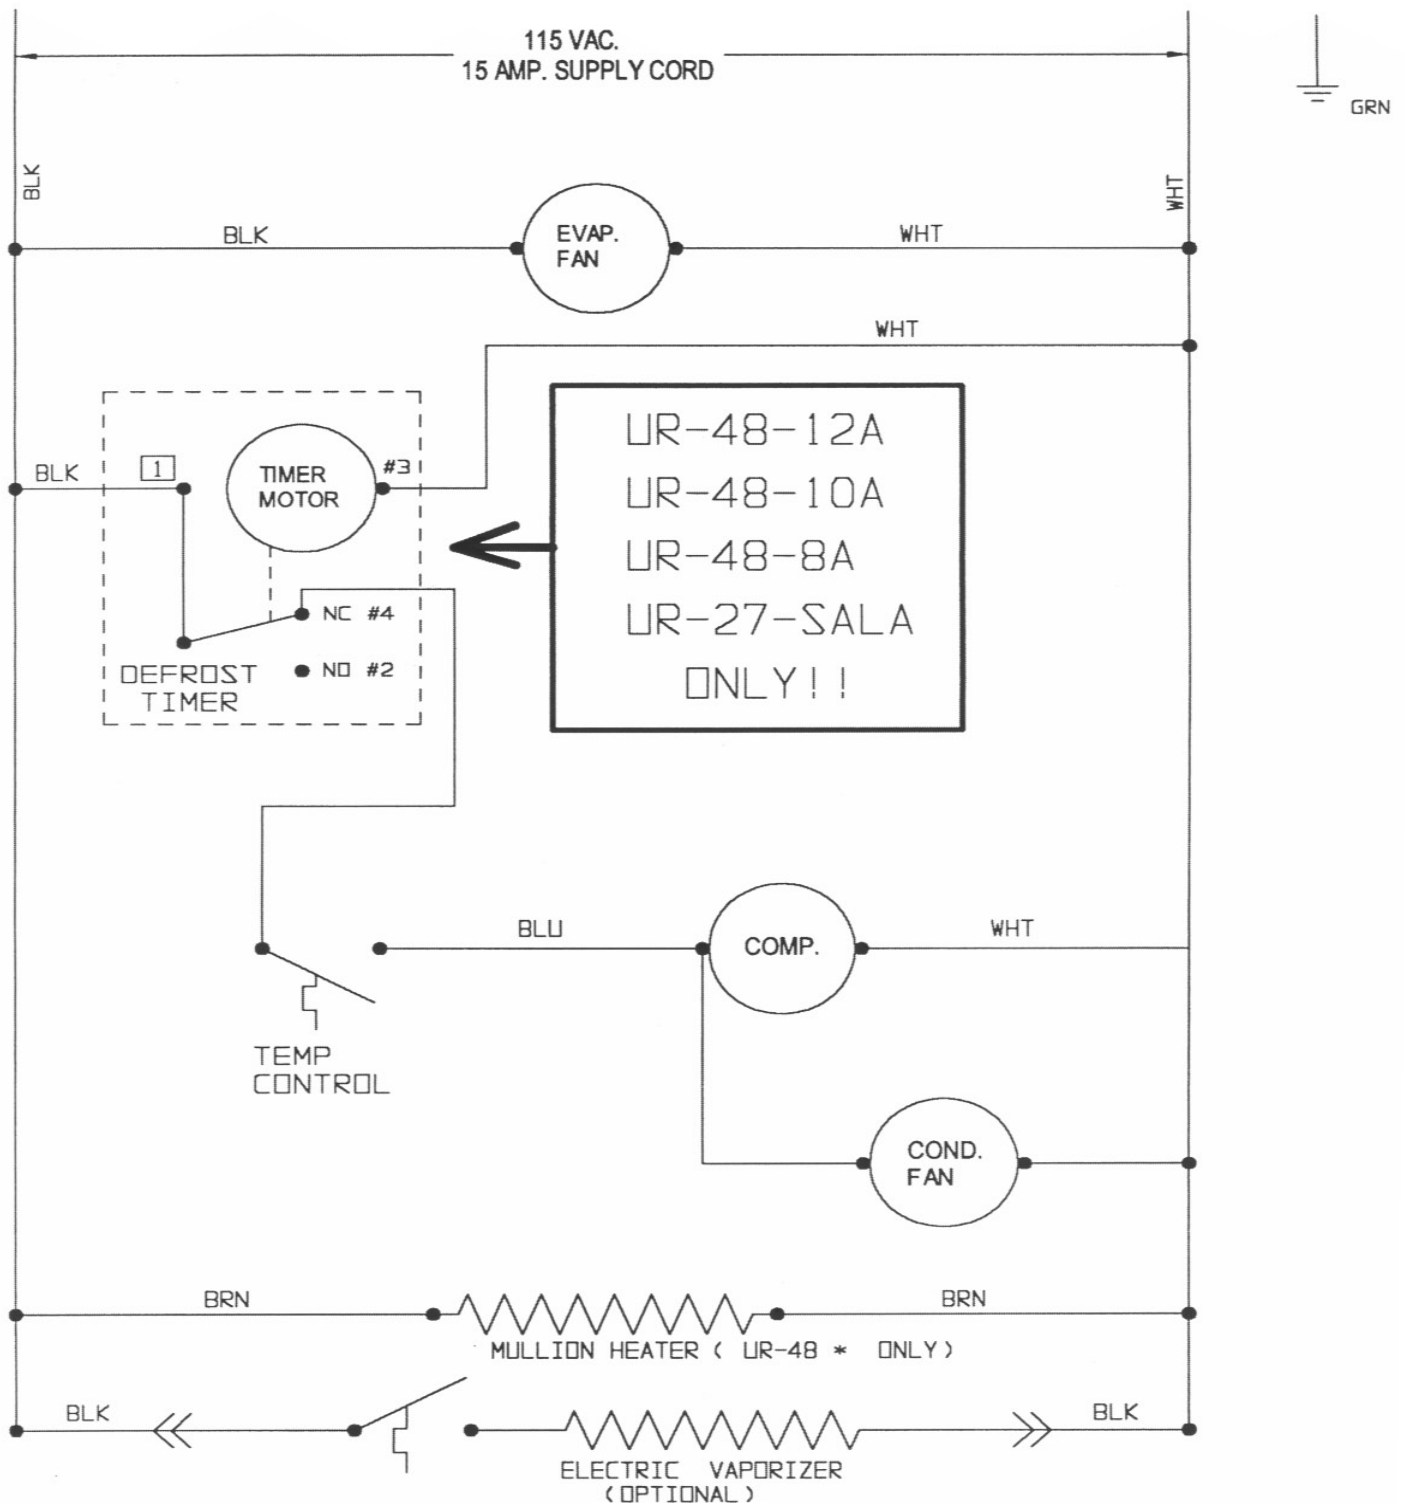 115 VAC.
15 AMP. SUPPLY CORD
GRN
BLK
WHT
BLK
EVAP.
FAN
WHT
WHT
BLK
1
TIMER
MOTOR
#3
NC #4
NO #2
DEFROST
TIMER
UR-48-12A
UR-48-10A
UR-48-8A
UR-27-SALA
ONLY!!
BLU
COMP.
WHT
TEMP
CONTROL
COND.
FAN
BRN
BRN
MULLION HEATER ( UR-48 * ONLY)
BLK
BLK
ELECTRIC VAPORIZER
(OPTIONAL)